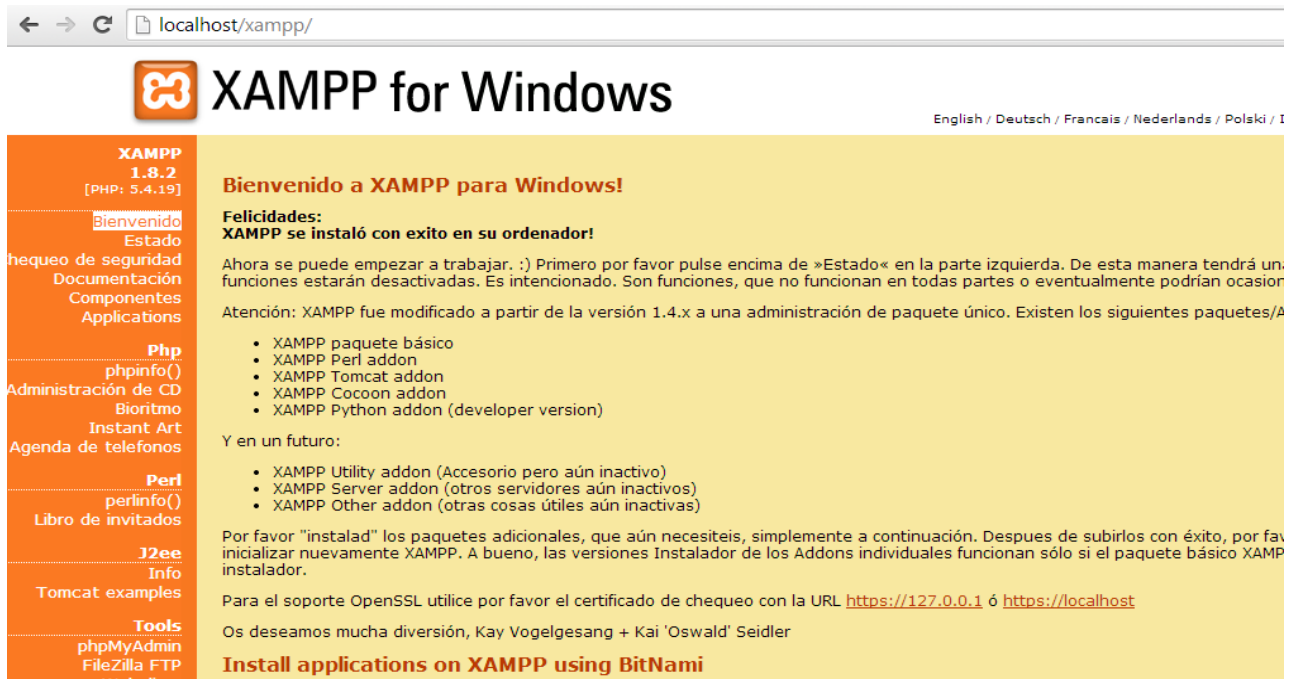 localhost/xampp/
XAMPP for Windows
English / Deutsch / Francais / Nederlands / Polski /
XAMPP
1.8.2
[PHP: 5.4.19]
Bienvenido
Estado
hequeo de seguridad
Documentación
Componentes
Applications
Php
phpinfo()
Administración de CD
Bioritmo
Instant Art
Agenda de telefonos
Perl
perlinfo()
Libro de invitados
J2ee
Info
Tomcat examples
Tools
phpMyAdmin
FileZilla FTP
Bienvenido a XAMPP para Windows!
Felicidades:
XAMPP se instaló con exito en su ordenador!
Ahora se puede empezar a trabajar. :) Primero por favor pulse encima de »Estado« en la parte izquierda. De esta manera tendrá una
funciones estarán desactivadas. Es intencionado. Son funciones, que no funcionan en todas partes o eventualmente podrían ocasion
Atención: XAMPP fue modificado a partir de la versión 1.4.x a una administración de paquete único. Existen los siguientes paquetes/A
• XAMPP paquete básico
• XAMPP Perl addon
• XAMPP Tomcat addon
• XAMPP Cocoon addon
• XAMPP Python addon (developer version)
Y en un futuro:
• XAMPP Utility addon (Accesorio pero aún inactivo)
• XAMPP Server addon (otros servidores aún inactivos)
• XAMPP Other addon (otras cosas útiles aún inactivas)
Por favor "instalad" los paquetes adicionales, que aún necesiteis, simplemente a continuación. Despues de subirlos con éxito, por fav
inicializar nuevamente XAMPP. A bueno, las versiones Instalador de los Addons individuales funcionan sólo si el paquete básico XAMP
instalador.
Para el soporte OpenSSL utilice por favor el certificado de chequeo con la URL https://127.0.0.1 ó https://localhost
Os deseamos mucha diversión, Kay Vogelgesang + Kai 'Oswald' Seidler
Install applications on XAMPP using BitNami